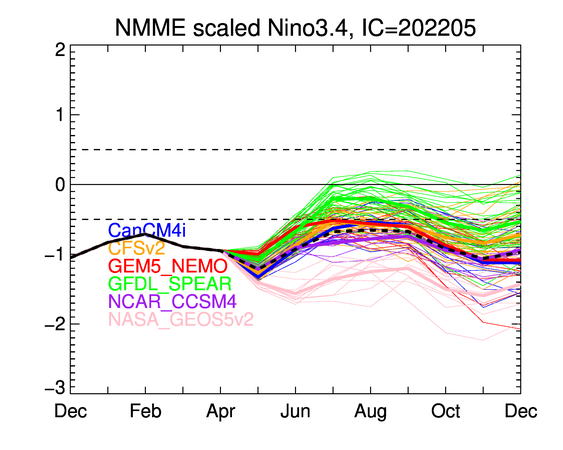 NMME scaled Nino3.4, IC=202205
2
1
0
−1
−2
−3
CanCM4i
CFSv2
GEM5_NEMO
GFDL_SPEAR
NCAR_CCSM4
NASA_GEOS5v2
Dec Feb Apr Jun Aug Oct Dec